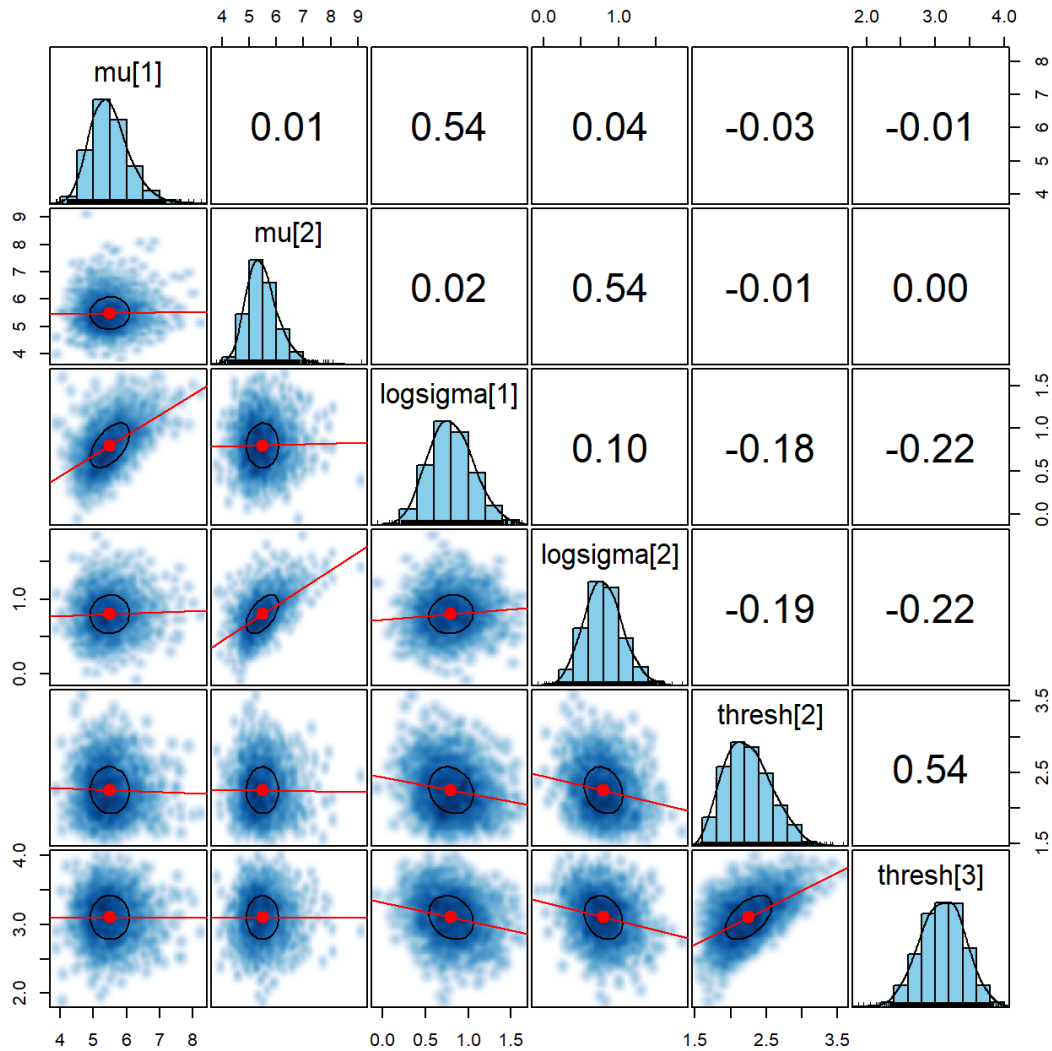 4 5 6 7 8 9 0.0 1.0 2.0 3.0 4.0
mu[1] 0.01 0.54 0.04 -0.03 -0.01
4 5 6 7 8
mu[2] 0.02 0.54 -0.01 0.00
4 5 6 7 8 9
logsigma[1] 0.10 -0.18 -0.22
0.0 0.5 1.0 1.5
logsigma[2] -0.19 -0.22
0.0 1.0
thresh[2] 0.54
1.5 2.5 3.5
thresh[3]
2.0 3.0 4.0
4 5 6 7 8 0.0 0.5 1.0 1.5 1.5 2.5 3.5